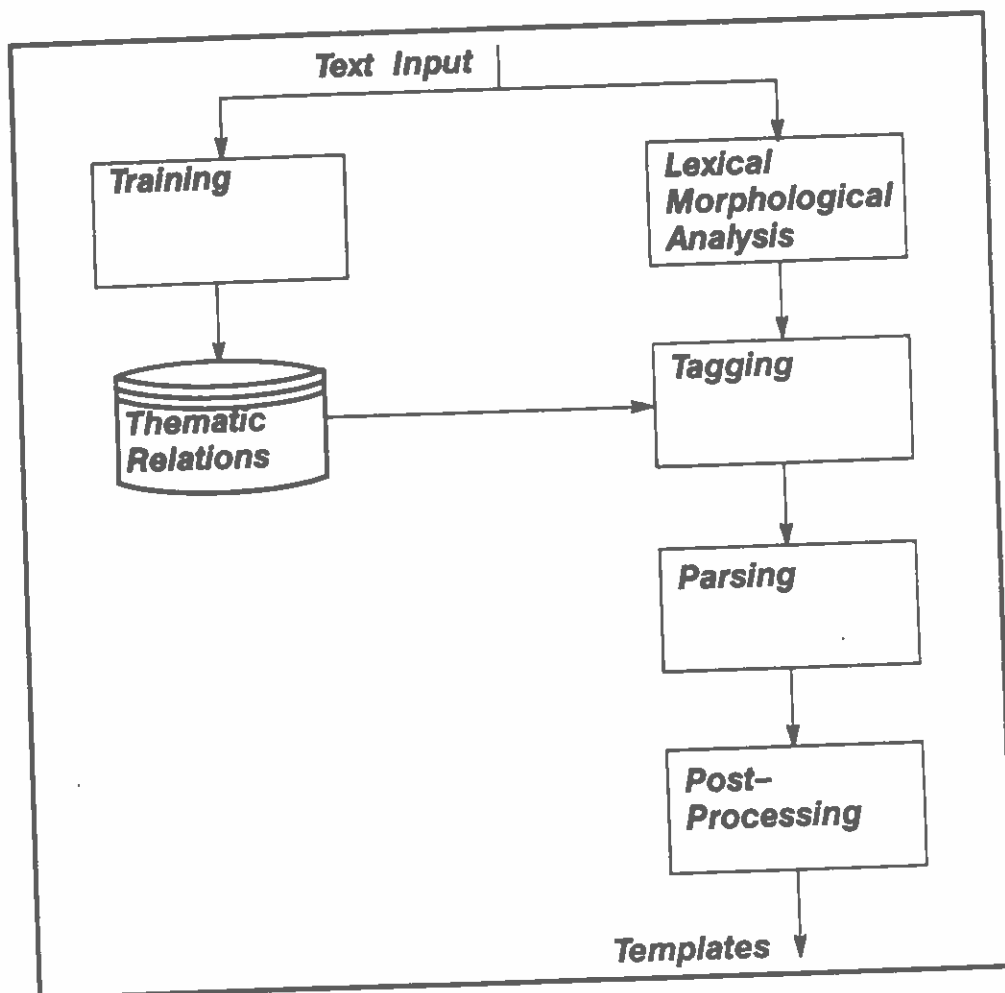 Text Input
Training
Lexical
Morphological
Analysis
Thematic
Relations
Tagging
Parsing
Post–
Processing
Templates